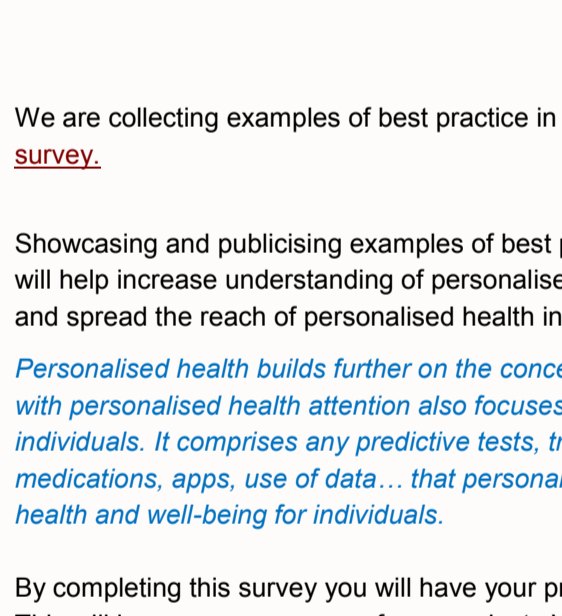 We are collecting examples of best practice in
survey.
Showcasing and publicising examples of best
will help increase understanding of
and spread the reach of personalised health in
Personalised health builds further on the
with personalised health attention also focuses
individuals. It comprises any predictive tests,
medications, apps, use of data… that
health and well-being for individuals.
By completing this survey you will have your